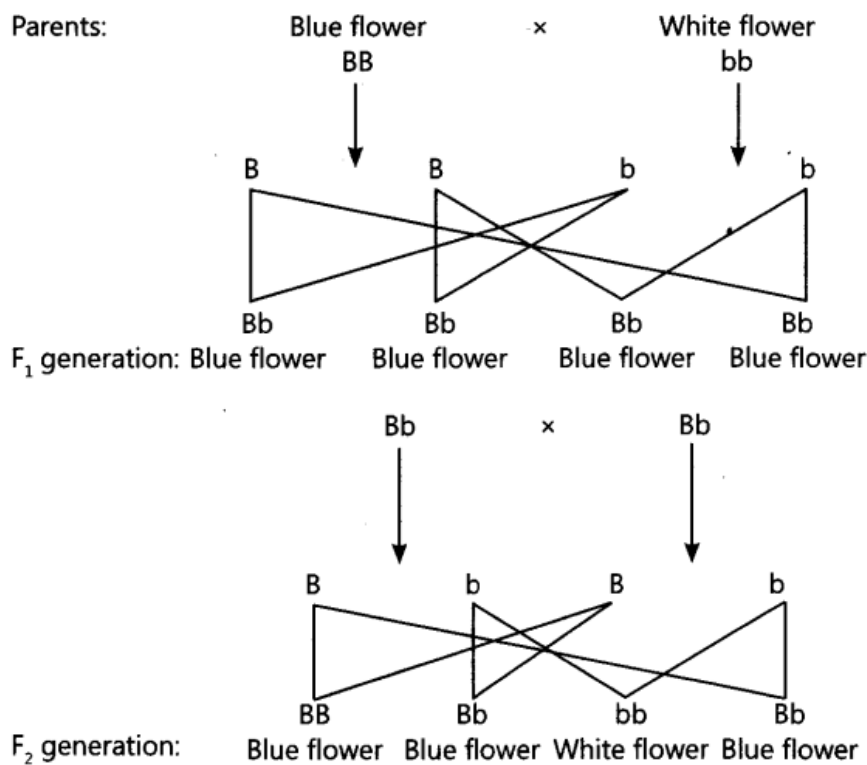 Parents: Blue flower × White flower
BB bb
B B b b
Bb Bb Bb Bb
F₁ generation: Blue flower Blue flower Blue flower Blue flower
Bb × Bb
B b B b
BB Bb bb Bb
F₂ generation: Blue flower Blue flower White flower Blue flower